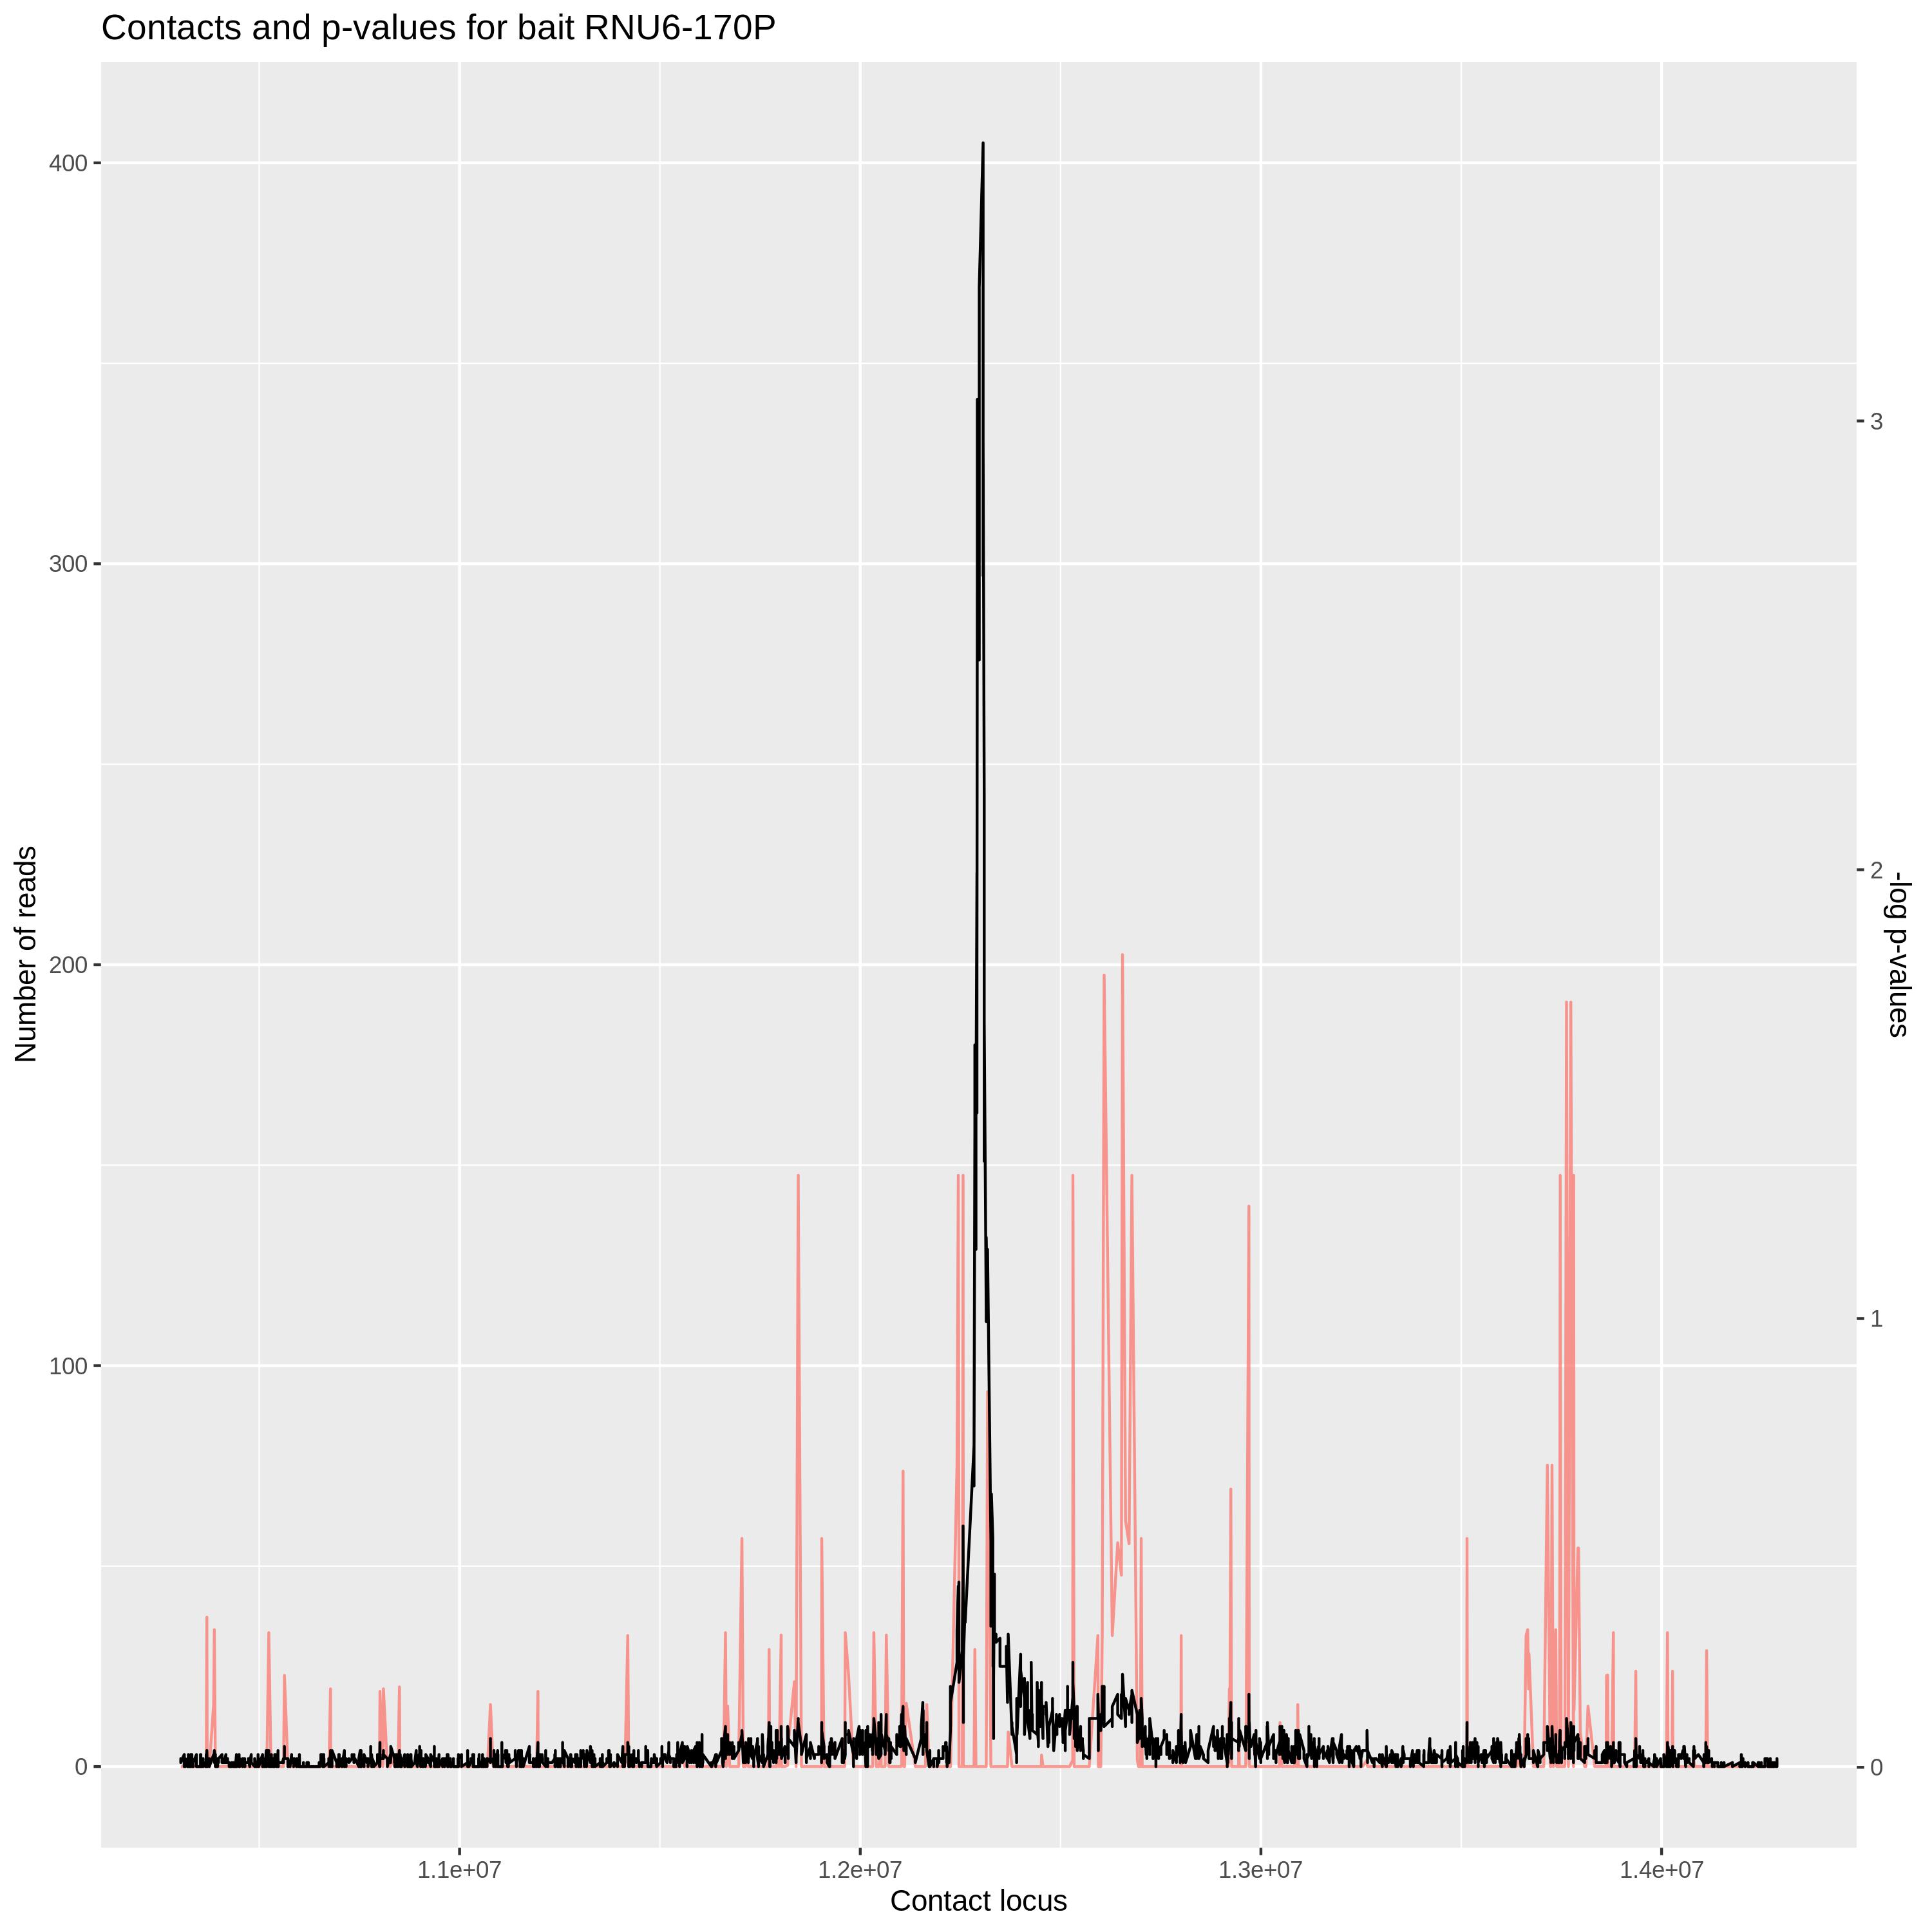 Contacts and p-values for bait RNU6-170P
400
300
200
100
0
Number of reads
3
2
1
0
-log p-values
1.1e+07
1.2e+07
1.3e+07
1.4e+07
Contact locus